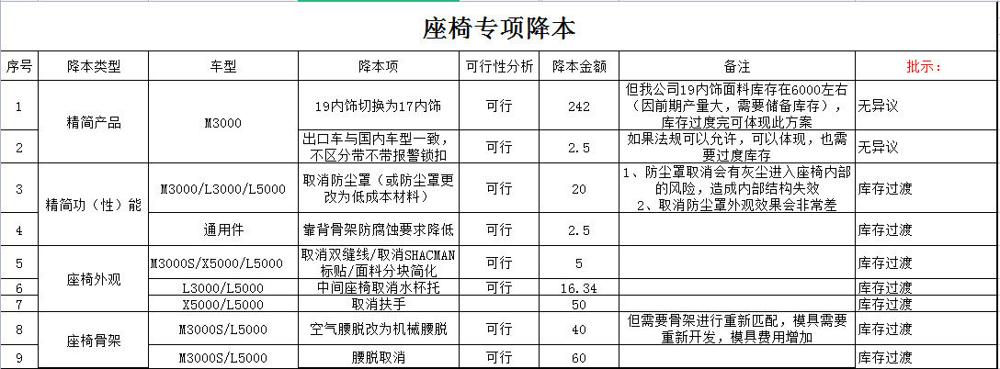 座椅专项降本
序号 降本类型 车型 降本项 可行性分析 降本金额 备注 批示：
1 精简产品 M3000 19内饰切换为17内饰 可行 242 但我公司19内饰面料库存在6000左右
（因前期产量大，需要储备库存），
库存过度完可体现此方案 无异议
2 出口车与国内车型一致，
不区分带不带报警锁扣 可行 2.5 如果法规可以允许，可以体现，也需
要过度库存 无异议
3 精简功（性）能 M3000/L3000/L5000 取消防尘罩（或防尘罩更
改为低成本材料） 可行 20 1、防尘罩取消会有灰尘进入座椅内部
的风险，造成内部结构失效
2、取消防尘罩外观效果会非常差 库存过渡
4 通用件 靠背骨架防腐蚀要求降低 可行 2.5 库存过渡
5 座椅外观 M3000S/X5000/L5000 取消双缝线/取消SHACMAN
标贴/面料分块简化 可行 5 库存过渡
6 L3000/L5000 中间座椅取消水杯托 可行 16.34 库存过渡
7 X5000/L5000 取消扶手 可行 50 库存过渡
8 座椅骨架 M3000S/L5000 空气腰脱改为机械腰脱 可行 40 但需要骨架进行重新匹配，模具需要
重新开发，模具费用增加 库存过渡
9 M3000S/L5000 腰脱取消 可行 60 库存过渡